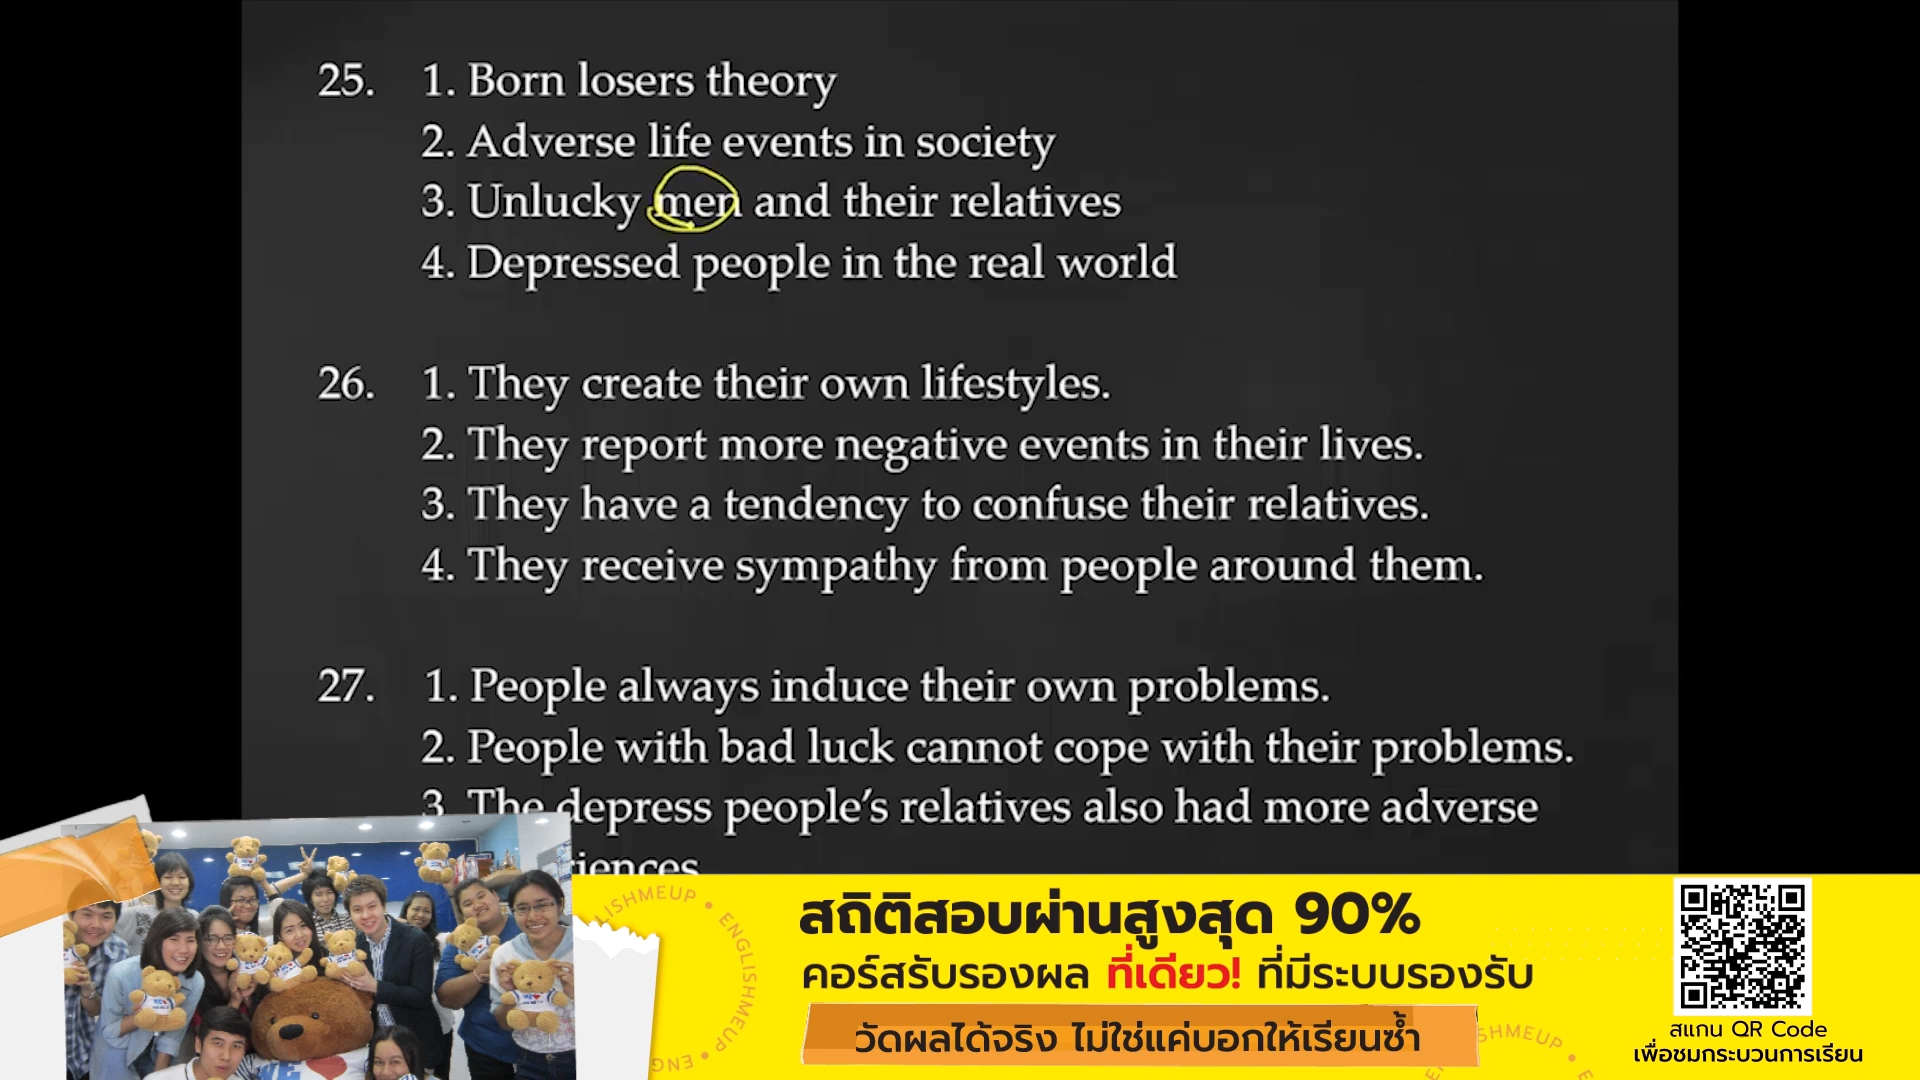 25. 1. Born losers theory
2. Adverse life events in society
3. Unlucky men and their relatives
4. Depressed people in the real world
26. 1. They create their own lifestyles.
2. They report more negative events in their lives.
3. They have a tendency to confuse their relatives.
4. They receive sympathy from people around them.
27. 1. People always induce their own problems.
2. People with bad luck cannot cope with their problems.
3. The depress people's relatives also had more adverse
สถิติสอบผ่านสูงสุด 90%
คอร์สรับรองผล ที่เดียว! ที่มีระบบรองรับ
วัดผลได้จริง ไม่ใช่แค่บอกให้เรียนซ้ำ
สแกน QR Code
เพื่อชมกระบวนการเรียน
ENGLISHMEUP